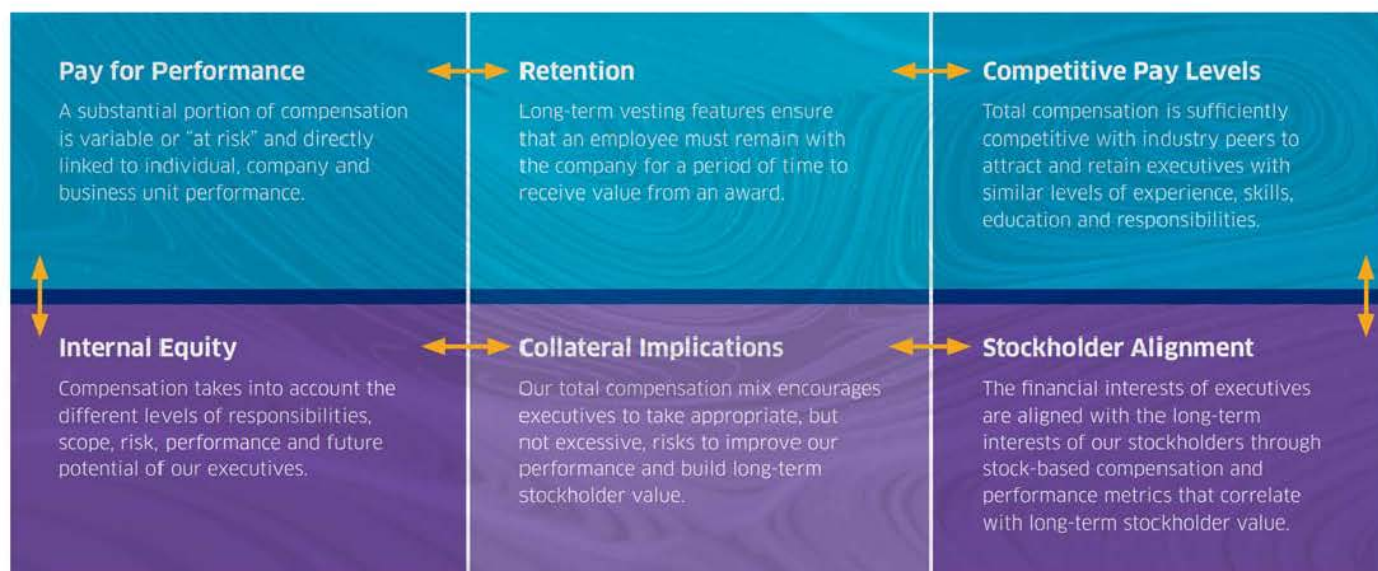 Pay for Performance
A substantial portion of compensation
is variable or “at risk” and directly
linked to individual, company and
business unit performance.
Retention
Long-term vesting features ensure
that an employee must remain with
the company for a period of time to
receive value from an award.
Competitive Pay Levels
Total compensation is sufficiently
competitive with industry peers to
attract and retain executives with
similar levels of experience, skills,
education and responsibilities.
Internal Equity
Compensation takes into account the
different levels of responsibilities,
scope, risk, performance and future
potential of our executives.
Collateral Implications
Our total compensation mix encourages
executives to take appropriate, but
not excessive, risks to improve our
performance and build long-term
stockholder value.
Stockholder Alignment
The financial interests of executives
are aligned with the long-term
interests of our stockholders through
stock-based compensation and
performance metrics that correlate
with long-term stockholder value.